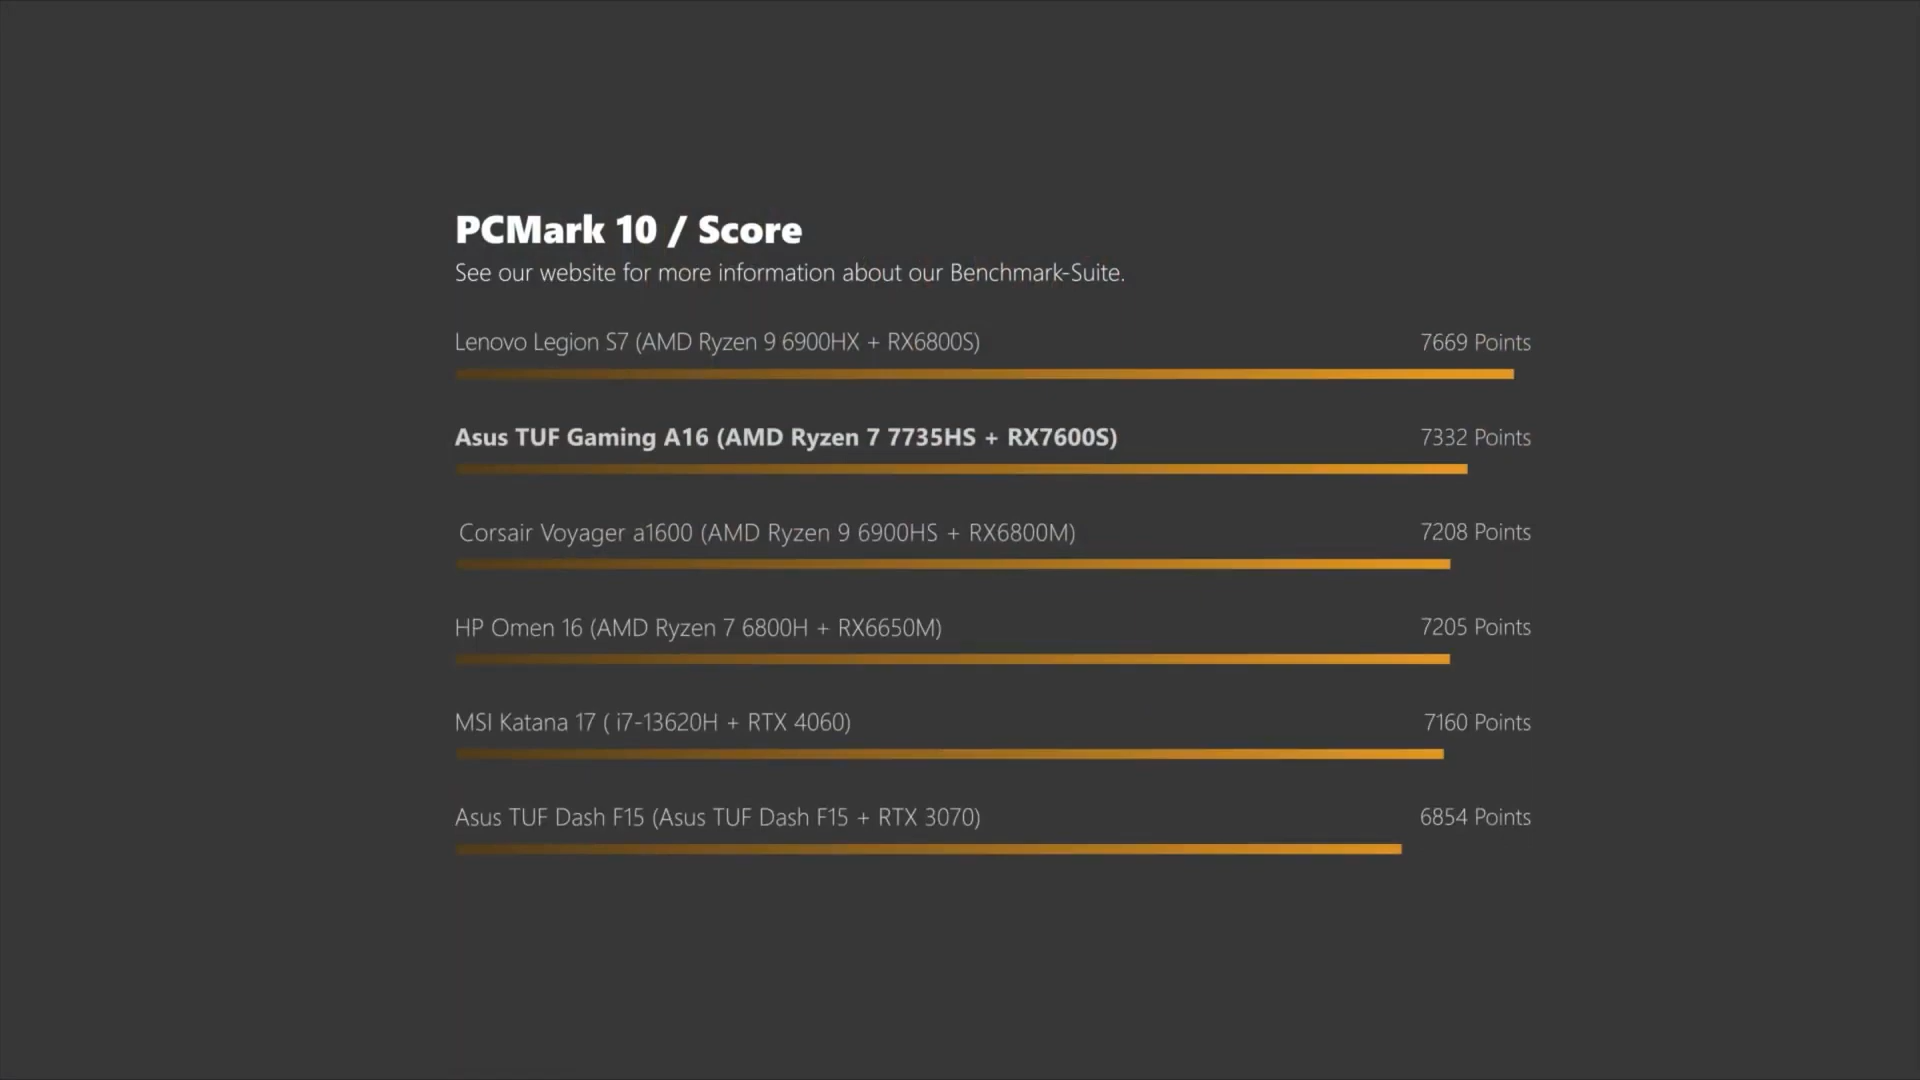 PCMark 10 / Score
See our website for more information about our Benchmark-Suite.
Lenovo Legion S7 (AMD Ryzen 9 6900HX + RX6800S) 7669 Points
Asus TUF Gaming A16 (AMD Ryzen 7 7735HS + RX7600S) 7332 Points
Corsair Voyager a1600 (AMD Ryzen 9 6900HS + RX6800M) 7208 Points
HP Omen 16 (AMD Ryzen 7 6800H + RX6650M) 7205 Points
MSI Katana 17 ( i7-13620H + RTX 4060) 7160 Points
Asus TUF Dash F15 (Asus TUF Dash F15 + RTX 3070) 6854 Points